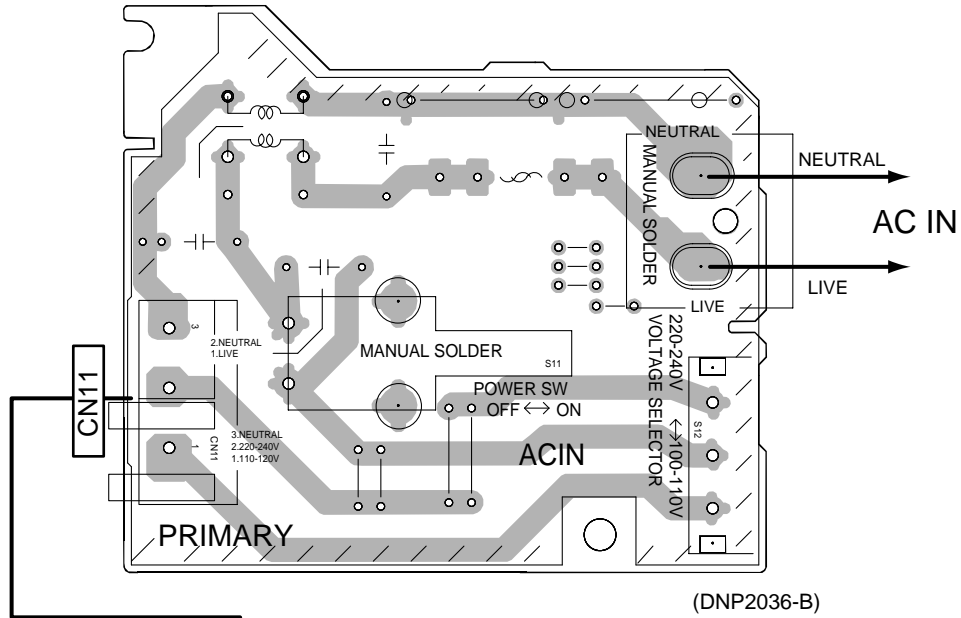 NEUTRAL
MANUAL SOLDER
NEUTRAL
AC IN
LIVE
LIVE
3
2.NEUTRAL
1.LIVE
MANUAL SOLDER
S11
220-240V ↔ 100-110V
VOLTAGE SELECTOR
POWER SW
OFF ↔ ON
S12
CN11
CN11
1
3.NEUTRAL
2.220-240V
1.110-120V
ACIN
PRIMARY
(DNP2036-B)